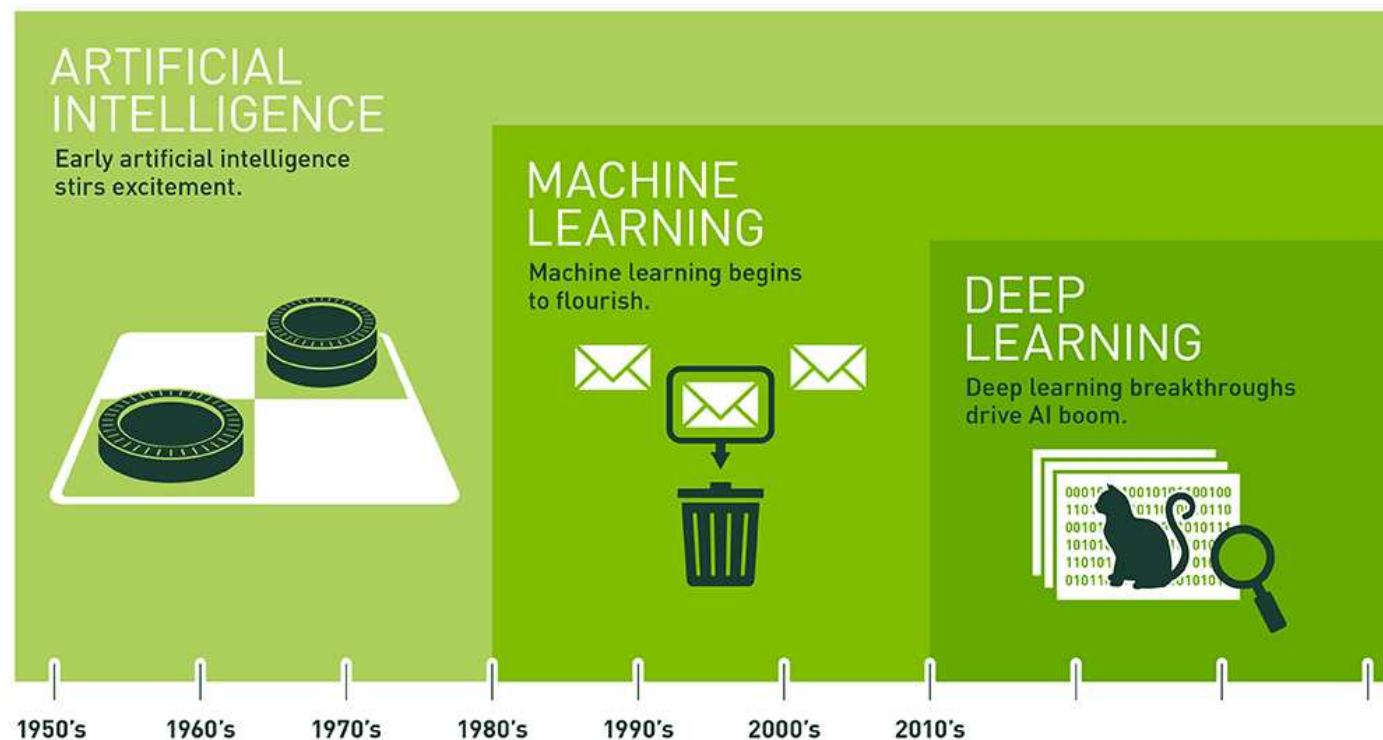 ARTIFICIAL
INTELLIGENCE
Early artificial intelligence
stirs excitement.
MACHINE
LEARNING
Machine learning begins
to flourish.
DEEP
LEARNING
Deep learning breakthroughs
drive AI boom.
1950's 1960's 1970's 1980's 1990's 2000's 2010's